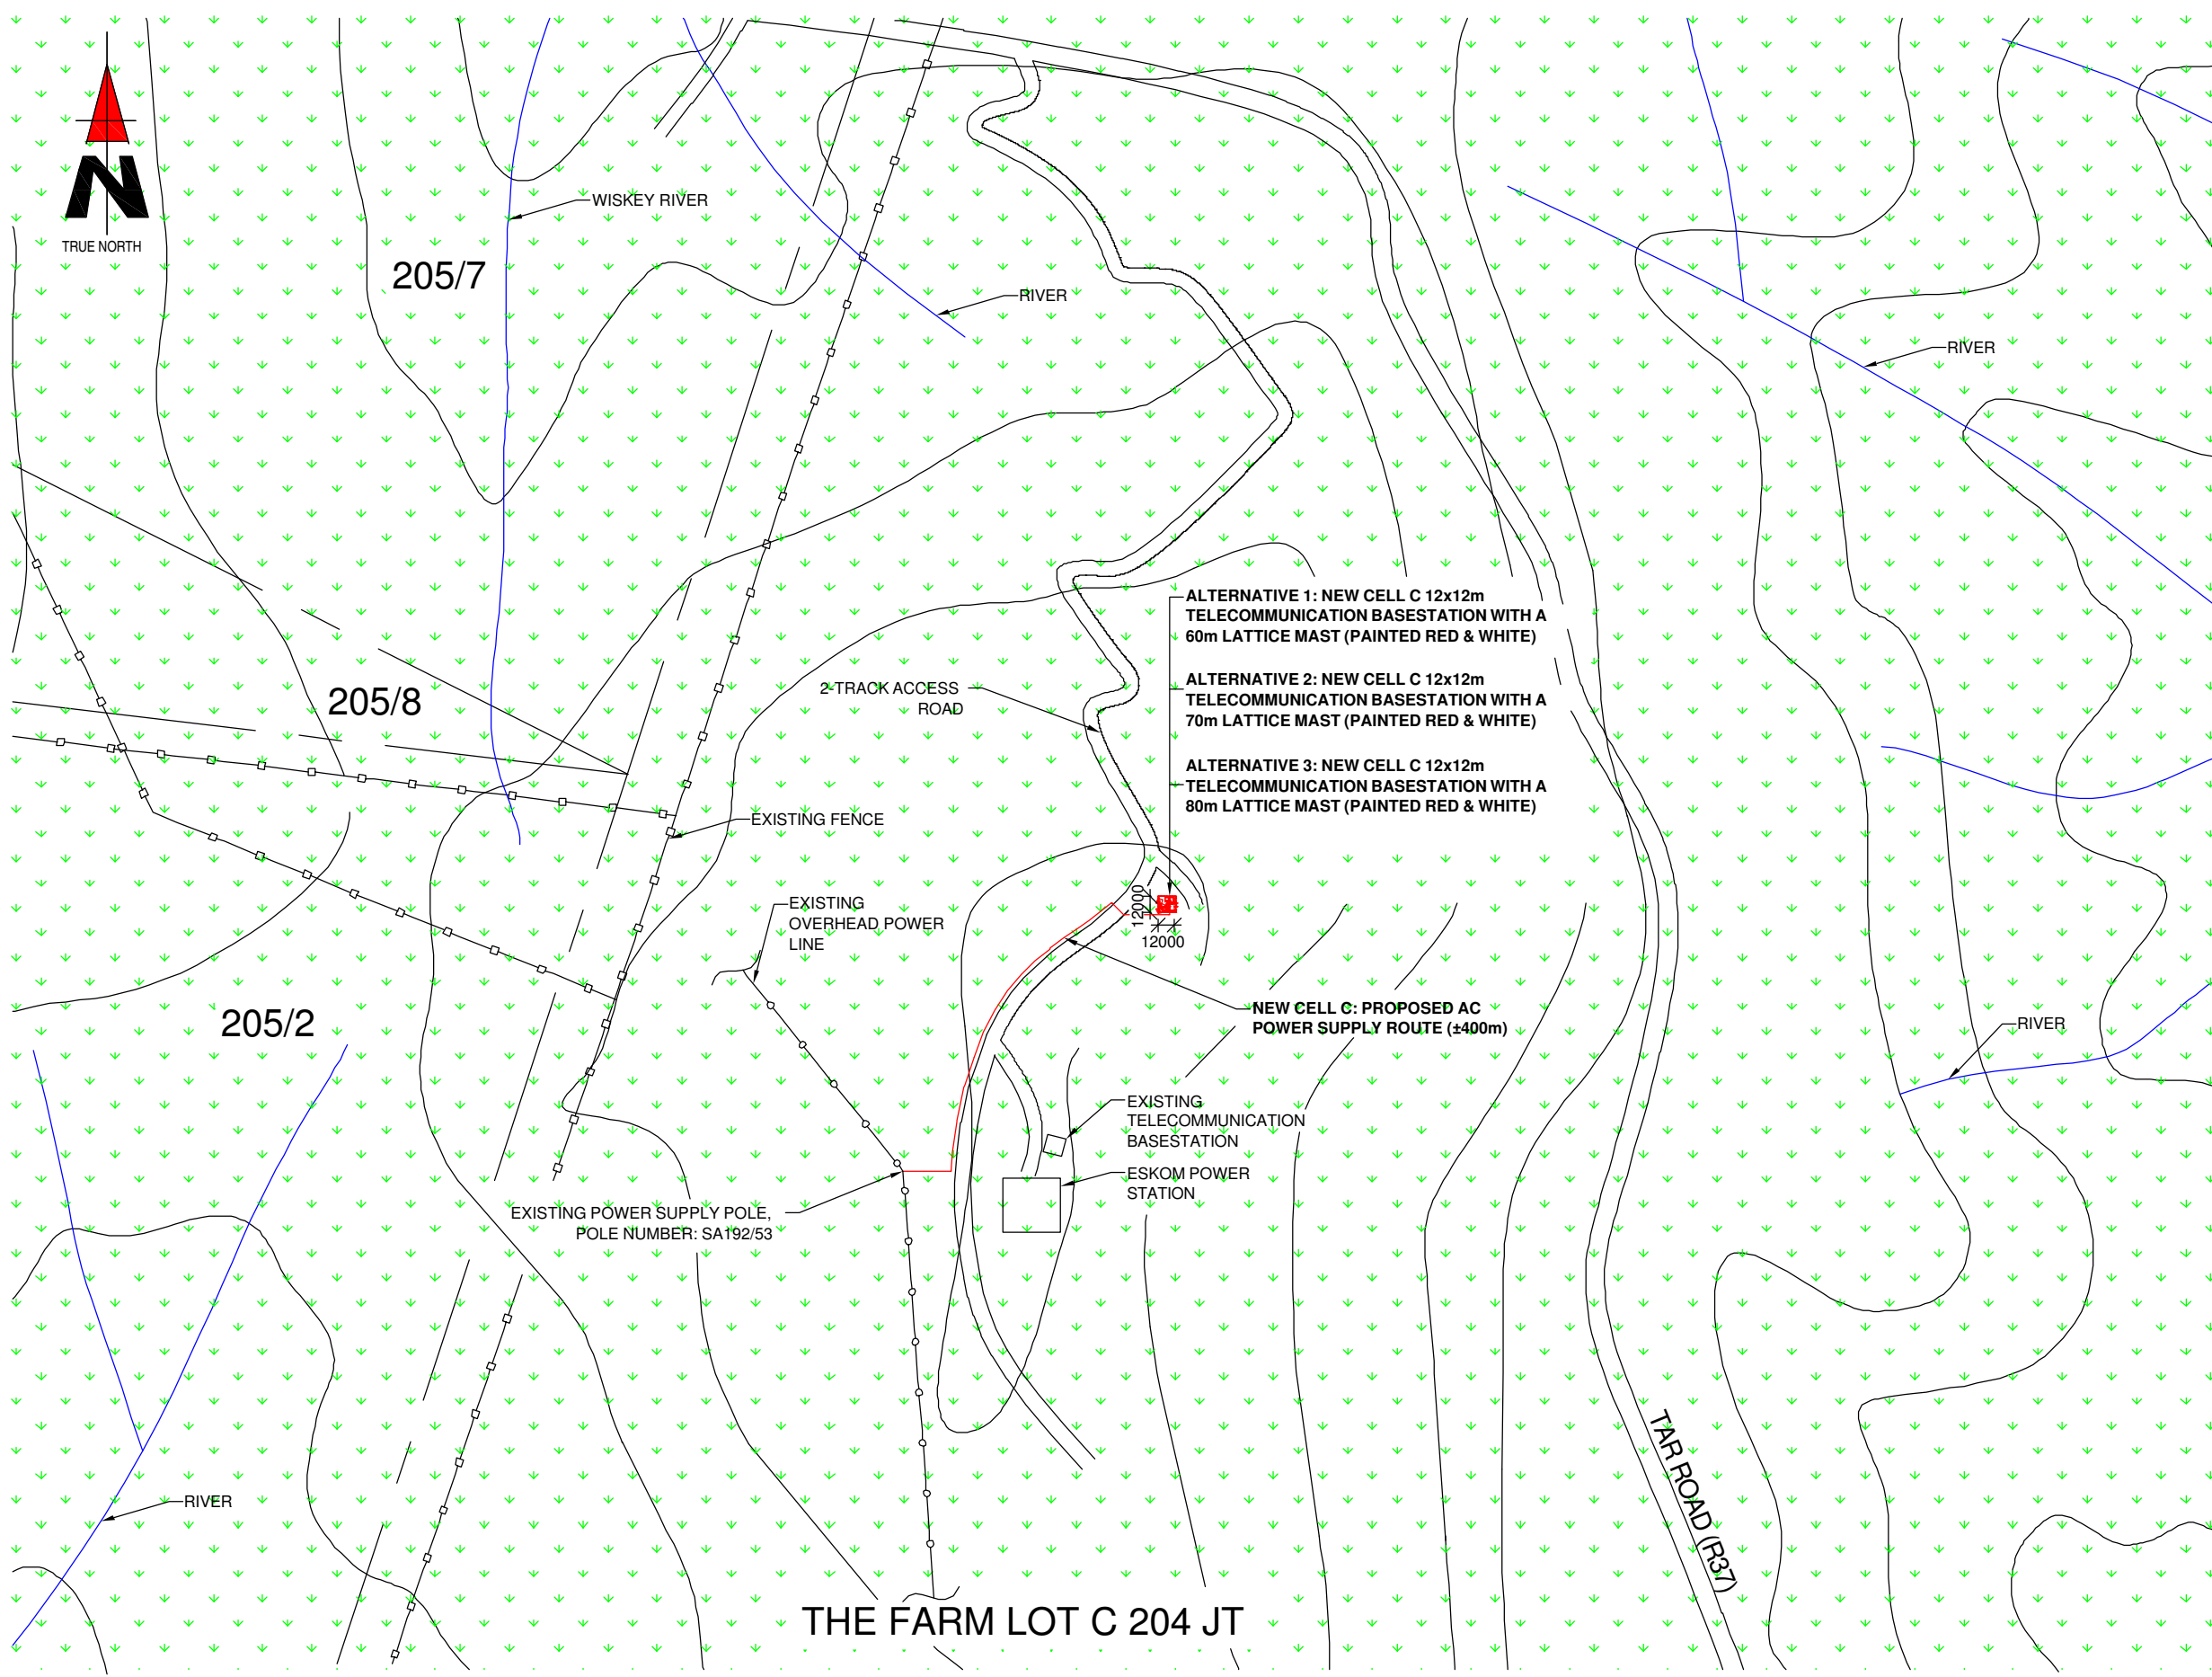 N
TRUE NORTH
WISKEY RIVER
205/7
RIVER
RIVER
ALTERNATIVE 1: NEW CELL C 12x12m
TELECOMMUNICATION BASESTATION WITH A
60m LATTICE MAST (PAINTED RED & WHITE)
ALTERNATIVE 2: NEW CELL C 12x12m
TELECOMMUNICATION BASESTATION WITH A
70m LATTICE MAST (PAINTED RED & WHITE)
ALTERNATIVE 3: NEW CELL C 12x12m
TELECOMMUNICATION BASESTATION WITH A
80m LATTICE MAST (PAINTED RED & WHITE)
2-TRACK ACCESS
ROAD
205/8
EXISTING FENCE
EXISTING
OVERHEAD POWER
LINE
12000
12000
NEW CELL C: PROPOSED AC
POWER SUPPLY ROUTE (±400m)
205/2
RIVER
EXISTING
TELECOMMUNICATION
BASESTATION
ESKOM POWER
STATION
EXISTING POWER SUPPLY POLE,
POLE NUMBER: SA192/53
TAR ROAD (R37)
RIVER
THE FARM LOT C 204 JT